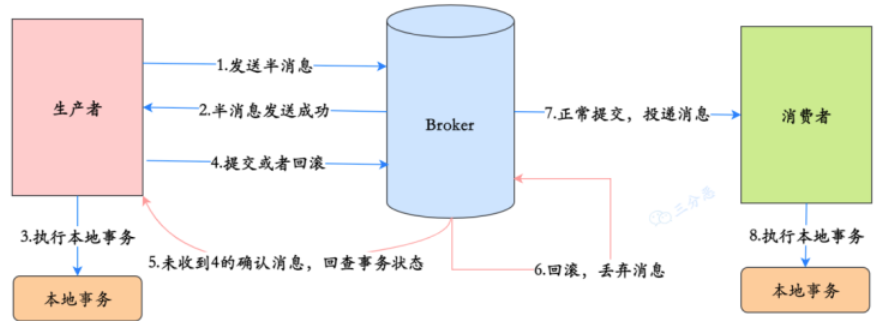 1.发送半消息
生产者
2.半消息发送成功
Broker
7.正常提交，投递消息
消费者
4.提交或者回滚
三分恶
3.执行本地事务
8.执行本地事务
5.未收到4的确认消息，回查事务状态
6.回滚，丢弃消息
本地事务
本地事务